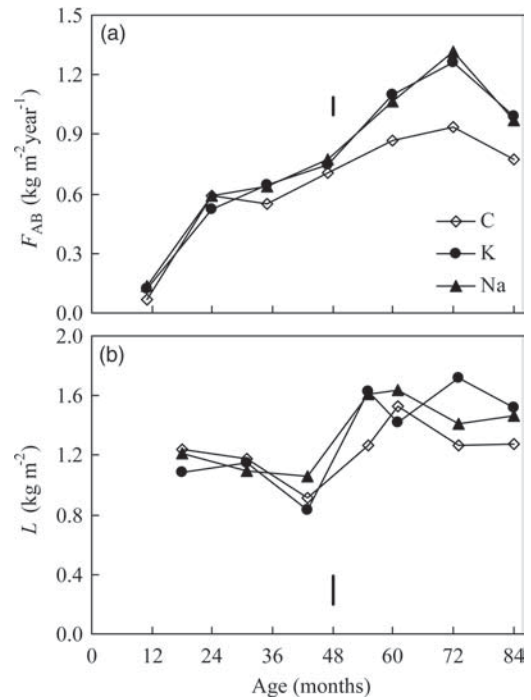 1.5
(a)
1.2
0.9
0.6
0.3
0.0
F_AB (kg m⁻² year⁻¹)
C
K
Na
2.0
(b)
1.6
1.2
0.8
0.4
0.0
L (kg m⁻²)
0 12 24 36 48 60 72 84
Age (months)